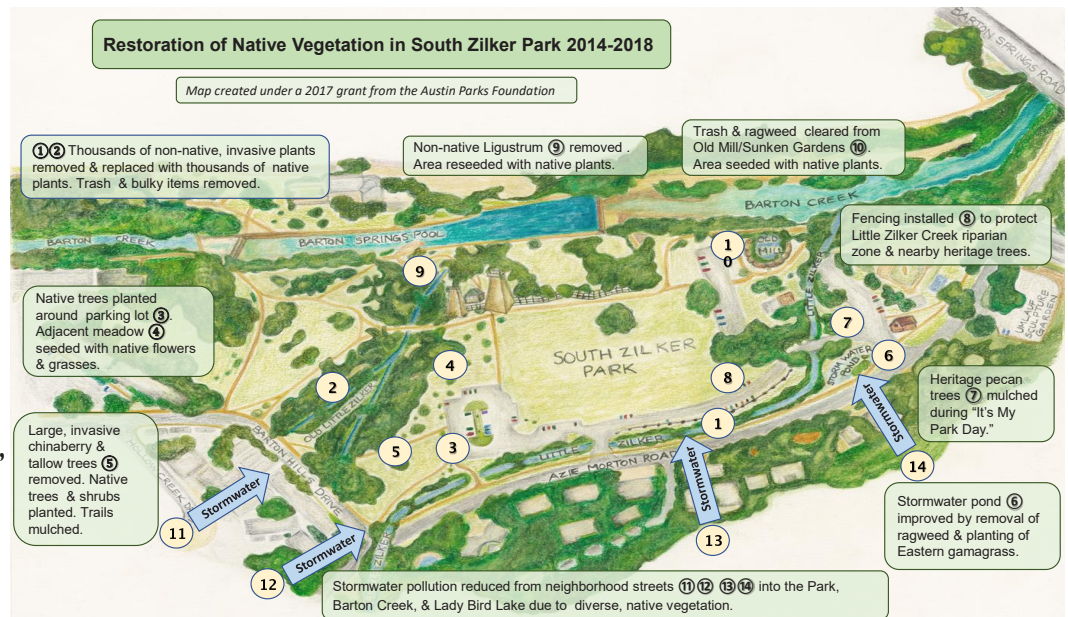 Restoration of Native Vegetation in South Zilker Park 2014-2018
Map created under a 2017 grant from the Austin Parks Foundation
BARTON SPRINGS ROAD
①② Thousands of non-native, invasive
plants removed & replaced with thousands of native
plants. Trash & bulky items removed.
Non-native Ligustrum ⑨ removed .
Area reseeded with native plants.
Trash & ragweed cleared from
Old Mill/Sunken Gardens ⑩.
Area seeded with native plants.
Fencing installed ⑧ to protect
Little Zilker Creek riparian
zone & nearby heritage trees.
BARTON CREEK
BARTON SPRINGS POOL
BARTON CREEK
9
10
OLD MILL
LITTLE ZILKER
UMLAUF SCULPTURE GARDEN
Native trees planted
around parking lot ③.
Adjacent meadow ④
seeded with native flowers
& grasses.
7
SOUTH ZILKER
PARK
STORM WATER POND
6
4
8
2
OLD LITTLE ZILKER
Heritage pecan
trees ⑦ mulched
during “It’s My
Park Day.”
Large, invasive
chinaberry &
tallow trees ⑤
removed. Native
trees & shrubs
planted. Trails
mulched.
,
5
3
1
LITTLE ZILKER
AZIE MORTON ROAD
BARTON HILLS DRIVE
Stormwater
11
Stormwater
12
ZILKER
Stormwater
13
Stormwater
14
Stormwater pond ⑥
improved by removal of
ragweed & planting of
Eastern gamagrass.
Stormwater pollution reduced from neighborhood streets ⑪⑫ ⑬⑭ into the Park,
Barton Creek, & Lady Bird Lake due to diverse, native vegetation.